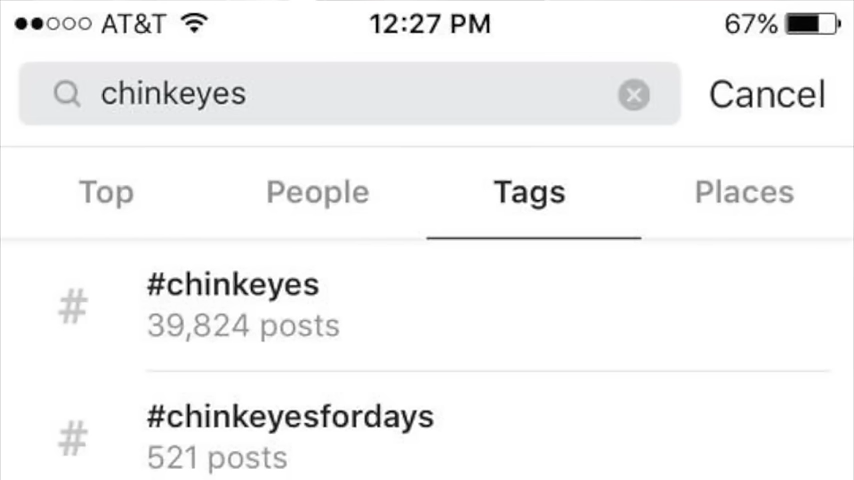 AT&T 12:27 PM 67%
chinkeyes Cancel
Top People Tags Places
# #chinkeyes
39,824 posts
# #chinkeyesfordays
521 posts